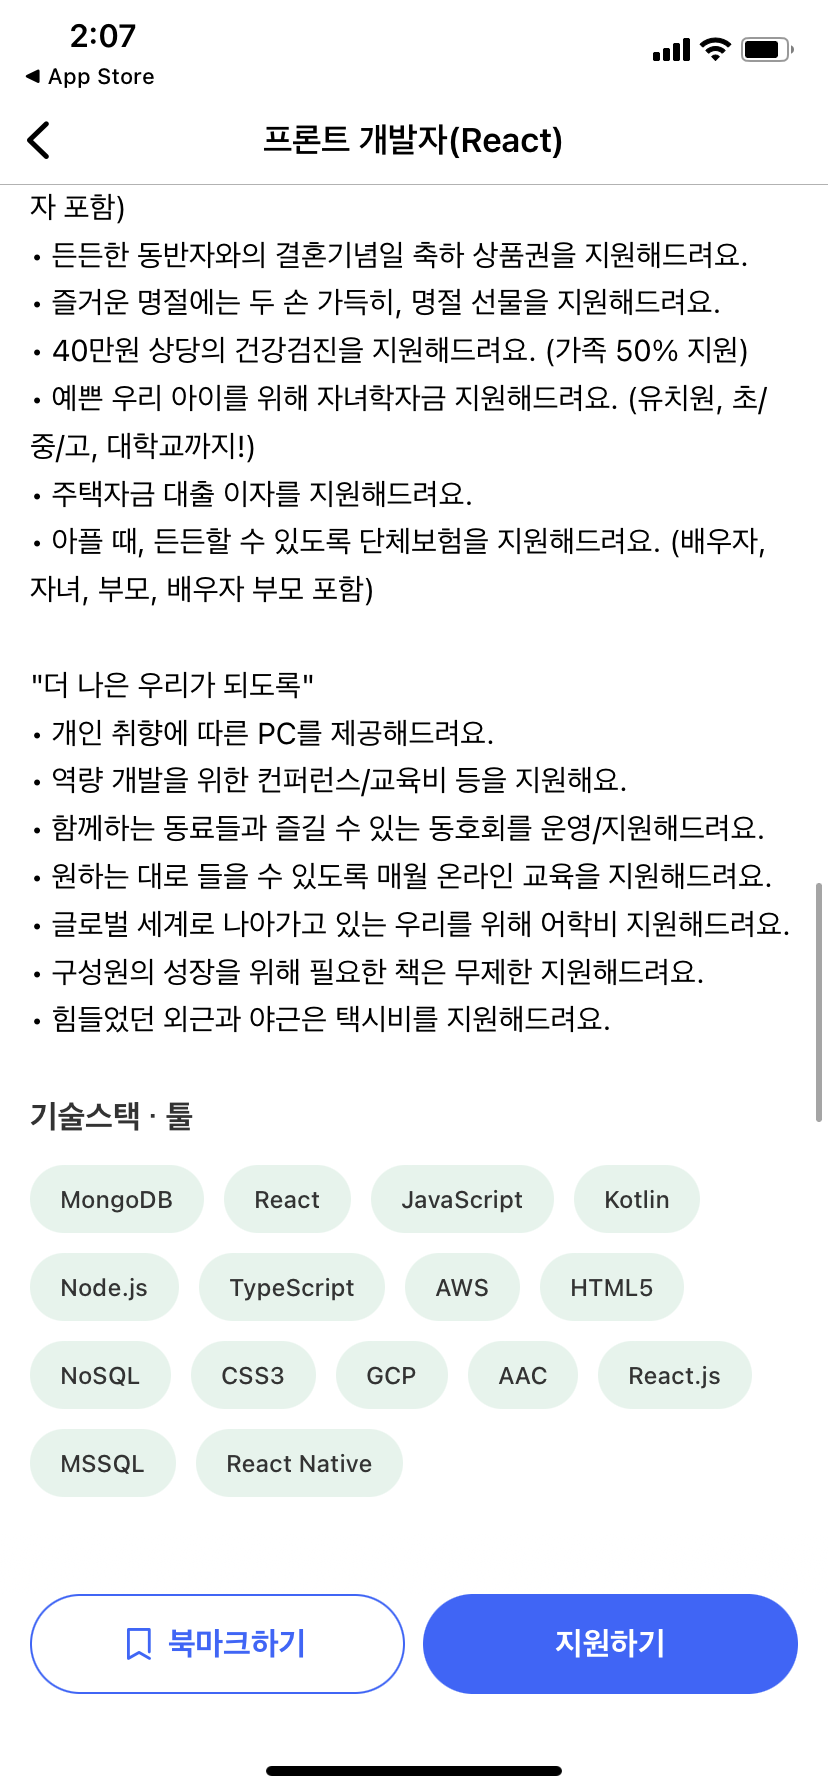 2:07
◀ App Store
프론트 개발자(React)
자 포함)
• 든든한 동반자와의 결혼기념일 축하 상품권을 지원해드려요.
• 즐거운 명절에는 두 손 가득히, 명절 선물을 지원해드려요.
• 40만원 상당의 건강검진을 지원해드려요. (가족 50% 지원)
• 예쁜 우리 아이를 위해 자녀학자금 지원해드려요. (유치원, 초/
중/고, 대학교까지!)
• 주택자금 대출 이자를 지원해드려요.
• 아플 때, 든든할 수 있도록 단체보험을 지원해드려요. (배우자,
자녀, 부모, 배우자 부모 포함)
"더 나은 우리가 되도록"
• 개인 취향에 따른 PC를 제공해드려요.
• 역량 개발을 위한 컨퍼런스/교육비 등을 지원해요.
• 함께하는 동료들과 즐길 수 있는 동호회를 운영/지원해드려요.
• 원하는 대로 들을 수 있도록 매월 온라인 교육을 지원해드려요.
• 글로벌 세계로 나아가고 있는 우리를 위해 어학비 지원해드려요.
• 구성원의 성장을 위해 필요한 책은 무제한 지원해드려요.
• 힘들었던 외근과 야근은 택시비를 지원해드려요.
기술스택 · 툴
MongoDB React JavaScript Kotlin
Node.js TypeScript AWS HTML5
NoSQL CSS3 GCP AAC React.js
MSSQL React Native
북마크하기 지원하기